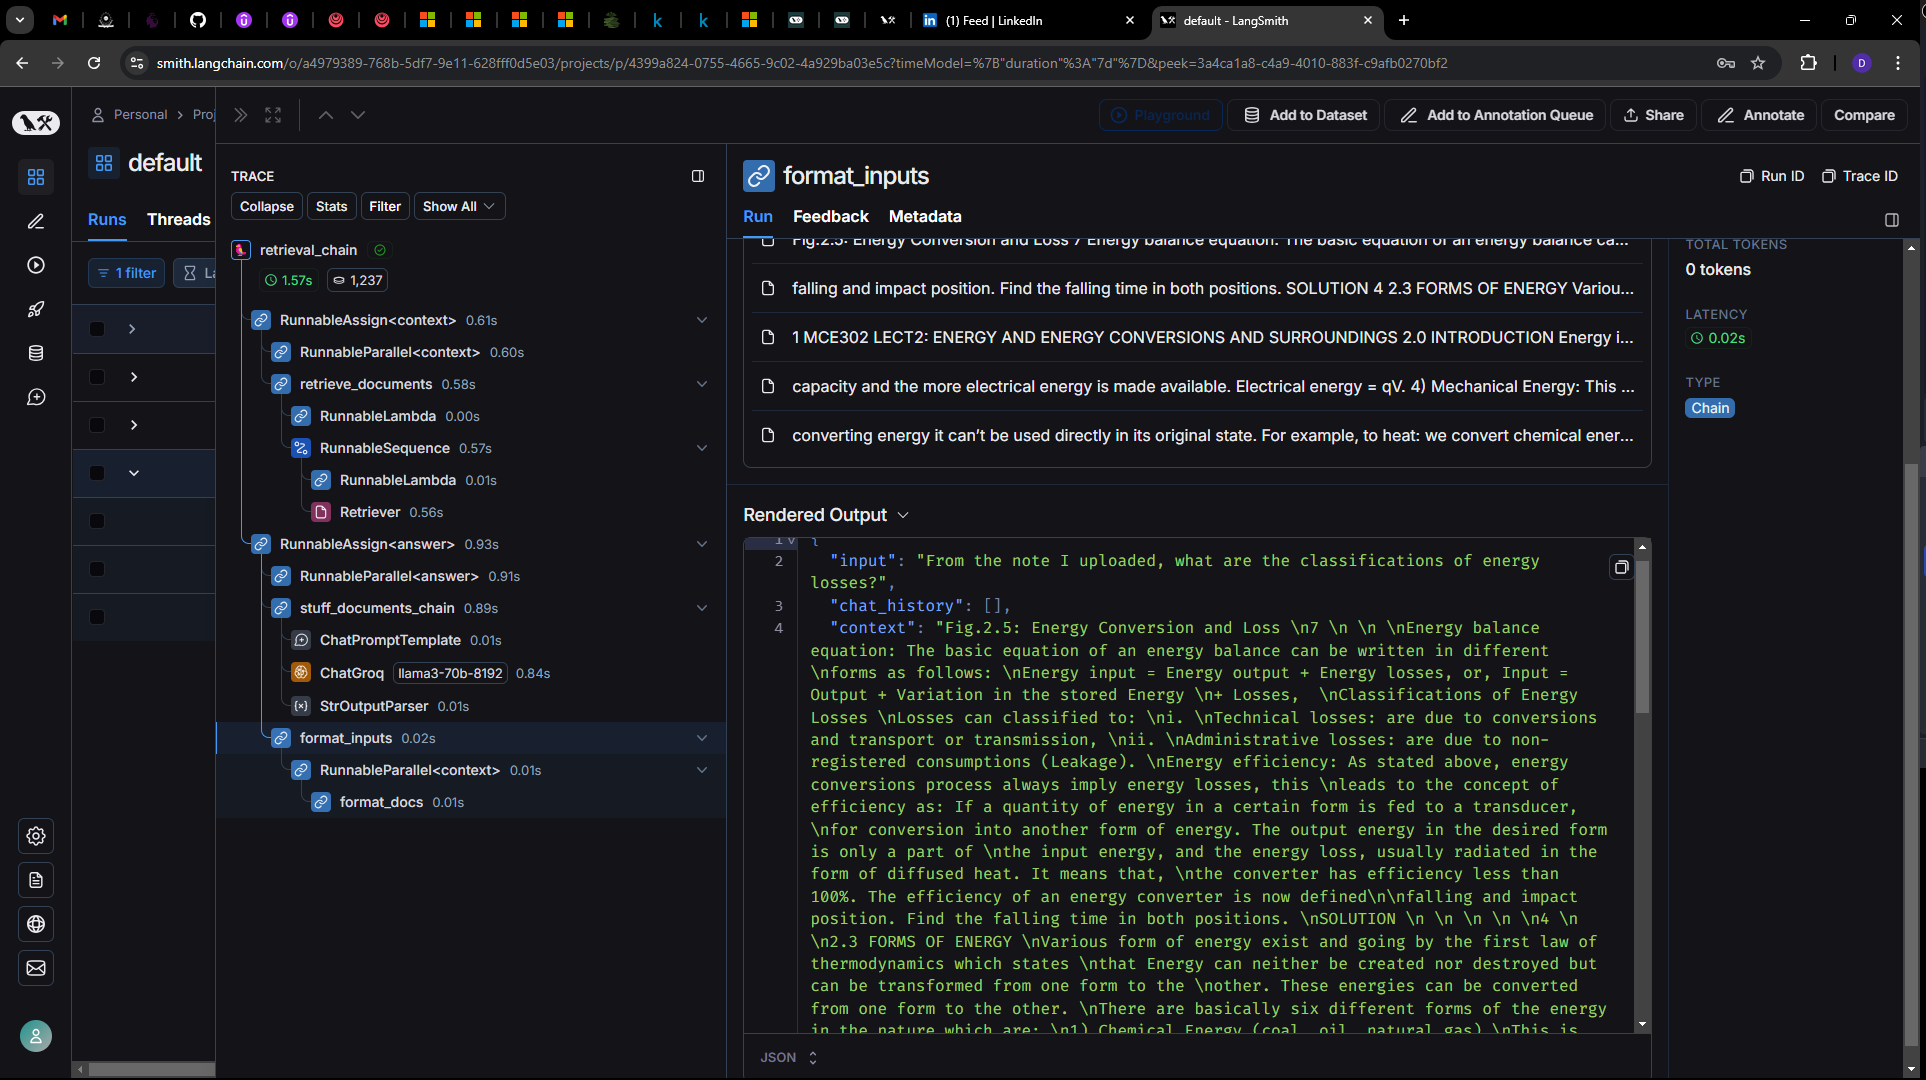 (1) Feed | LinkedIn
default - LangSmith
smith.langchain.com/o/a4979389-768b-5df7-9e11-628fff0d5e03/projects/p/4399a824-0755-4665-9c02-4a929ba03e5c?timeModel=%7B"duration"%3A"7d"%7D&peek=3a4ca1a8-c4a9-4010-883f-c9afb0270bf2
D
Personal > Proj
Playground
Add to Dataset
Add to Annotation Queue
Share
Annotate
Compare
default
Runs
Threads
1 filter
La
TRACE
Collapse
Stats
Filter
Show All
retrieval_chain
1.57s
1,237
RunnableAssign<context> 0.61s
RunnableParallel<context> 0.60s
retrieve_documents 0.58s
RunnableLambda 0.00s
RunnableSequence 0.57s
RunnableLambda 0.01s
Retriever 0.56s
RunnableAssign<answer> 0.93s
RunnableParallel<answer> 0.91s
stuff_documents_chain 0.89s
ChatPromptTemplate 0.01s
ChatGroq llama3-70b-8192 0.84s
StrOutputParser 0.01s
format_inputs 0.02s
RunnableParallel<context> 0.01s
format_docs 0.01s
format_inputs
Run ID
Trace ID
Run
Feedback
Metadata
Fig.2.5: Energy Conversion and Loss 7 Energy balance equation: The basic equation of an energy balance ca...
falling and impact position. Find the falling time in both positions. SOLUTION 4 2.3 FORMS OF ENERGY Variou...
1 MCE302 LECT2: ENERGY AND ENERGY CONVERSIONS AND SURROUNDINGS 2.0 INTRODUCTION Energy i...
capacity and the more electrical energy is made available. Electrical energy = qV. 4) Mechanical Energy: This ...
converting energy it can't be used directly in its original state. For example, to heat: we convert chemical ener...
TOTAL TOKENS
0 tokens
LATENCY
0.02s
TYPE
Chain
Rendered Output
1 {
2 "input": "From the note I uploaded, what are the classifications of energy
losses?",
3 "chat_history": [],
4 "context": "Fig.2.5: Energy Conversion and Loss \n7 \n \n \nEnergy balance
equation: The basic equation of an energy balance can be written in different
\nforms as follows: \nEnergy input = Energy output + Energy losses, or, Input =
Output + Variation in the stored Energy \n+ Losses,  \nClassifications of Energy
Losses \nLosses can classified to: \ni. \nTechnical losses: are due to conversions
and transport or transmission, \nii. \nAdministrative losses: are due to non-
registered consumptions (Leakage). \nEnergy efficiency: As stated above, energy
conversions process always imply energy losses, this \nleads to the concept of
efficiency as: If a quantity of energy in a certain form is fed to a transducer,
\nfor conversion into another form of energy. The output energy in the desired form
is only a part of \nthe input energy, and the energy loss, usually radiated in the
form of diffused heat. It means that, \nthe converter has efficiency less than
100%. The efficiency of an energy converter is now defined\n\nfalling and impact
position. Find the falling time in both positions. \nSOLUTION \n \n \n \n \n4 \n
\n2.3 FORMS OF ENERGY \nVarious form of energy exist and going by the first law of
thermodynamics which states \nthat Energy can neither be created nor destroyed but
can be transformed from one form to the \nother. These energies can be converted
from one form to the other. \nThere are basically six different forms of the energy
in the nature which are: \n1) Chemical Energy (coal, oil, natural gas) \nThis is
JSON